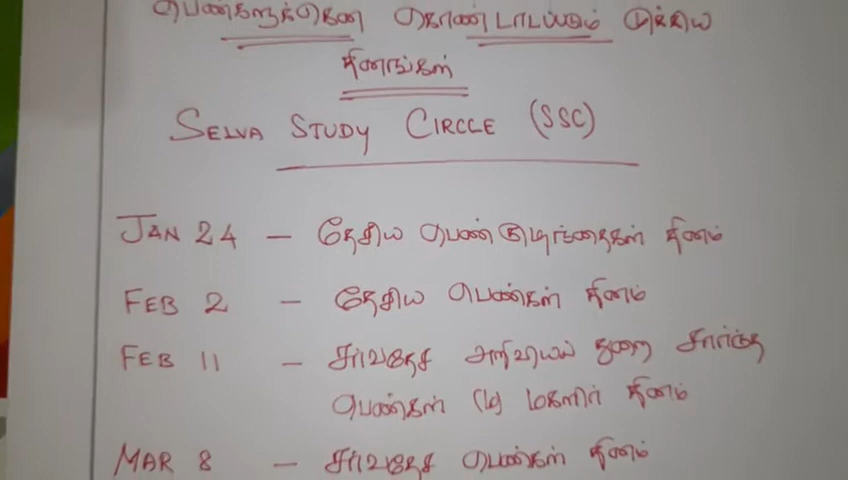 பெண்களுக்கென கொண்டாடப்படும் முக்கிய
தினங்கள்
SELVA STUDY CIRCLE (SSC)
JAN 24 – தேசிய பெண் குழந்தைகள் தினம்
FEB 2 – தேசிய பெண்கள் தினம்
FEB 11 – சர்வதேச அறிவியல் துறை சார்ந்த
பெண்கள் (ம) மகளிர் தினம்
MAR 8 – சர்வதேச பெண்கள் தினம்